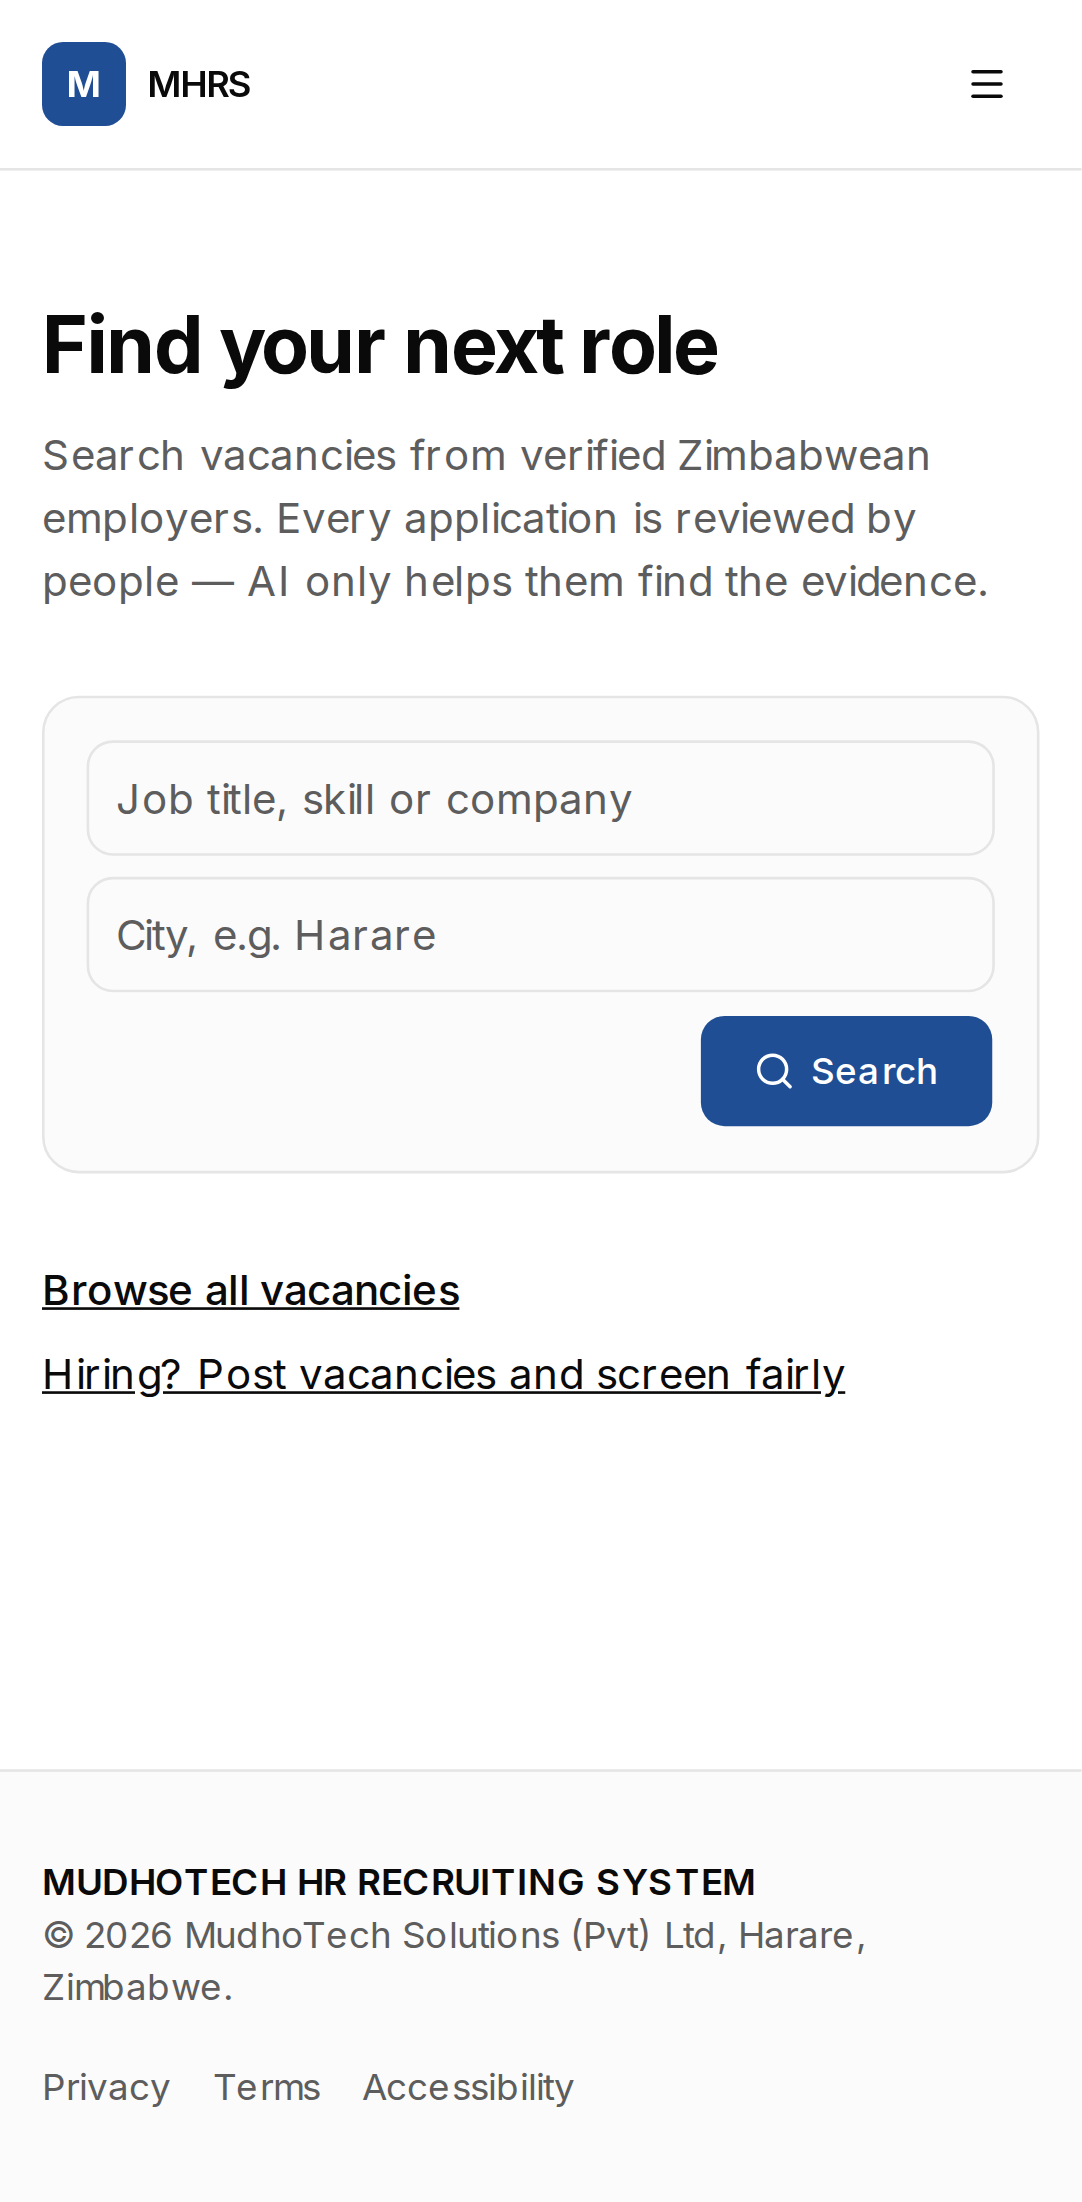 M MHRS
Find your next role
Search vacancies from verified Zimbabwean
employers. Every application is reviewed by
people — AI only helps them find the evidence.
Job title, skill or company
City, e.g. Harare
Search
Browse all vacancies
Hiring? Post vacancies and screen fairly
MUDHOTECH HR RECRUITING SYSTEM
© 2026 MudhoTech Solutions (Pvt) Ltd, Harare,
Zimbabwe.
Privacy Terms Accessibility